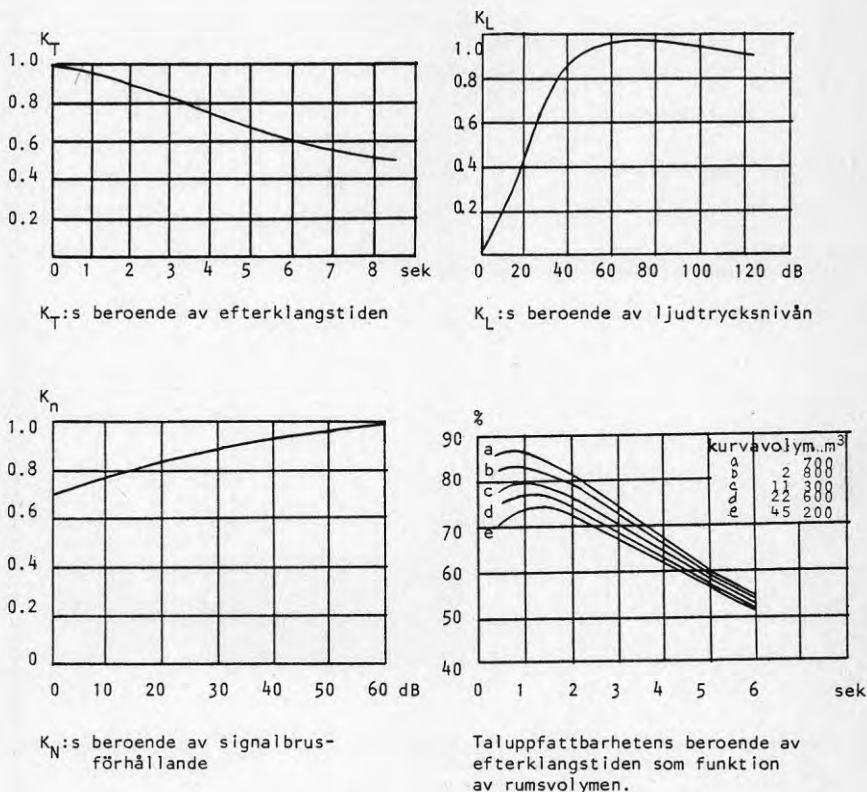 K_T
1.0
0.8
0.6
0.4
0.2
0 1 2 3 4 5 6 7 8 sek
K_T:s beroende av efterklangstiden
K_L
1.0
0.8
0.6
0.4
0.2
0 20 40 60 80 100 120 dB
K_L:s beroende av ljudtrycksnivån
K_n
1.0
0.8
0.6
0.4
0.2
0
0 10 20 30 40 50 60 dB
K_N:s beroende av signalbrus-
förhållande
%
90
80
70
60
50
40
a
b
c
d
e
kurva volym..m³
a 700
b 2 800
c 11 300
d 22 600
e 45 200
0 1 2 3 4 5 6 sek
Taluppfattbarhetens beroende av
efterklangstiden som funktion
av rumsvolymen.